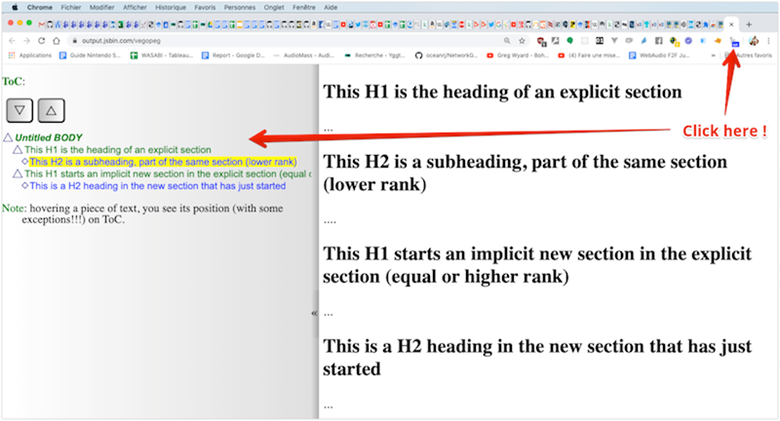 Chrome Fichier Modifier Afficher Historique Favoris Personnes Onglet Fenêtre Aide
output.jsbin.com/vegopeg
Applications Guide Nintendo S... WASABI - Tableau... Report - Google D... AudioMass - Audi... Recherche - Yggt... oceanrj/NetworkG... Greg Wyard - Boh... (4) Faire une mise... WebAudio F2F Ju... Autres favoris
ToC:
Untitled BODY
This H1 is the heading of an explicit section
This H2 is a subheading, part of the same section (lower rank)
This H1 starts an implicit new section in the explicit section (equal
This is a H2 heading in the new section that has just started
Note: hovering a piece of text, you see its position (with some
exceptions!!!) on ToC.
«
This H1 is the heading of an explicit section
...
This H2 is a subheading, part of the same section
(lower rank)
....
This H1 starts an implicit new section in the explicit
section (equal or higher rank)
...
This is a H2 heading in the new section that has just
started
...
Click here !